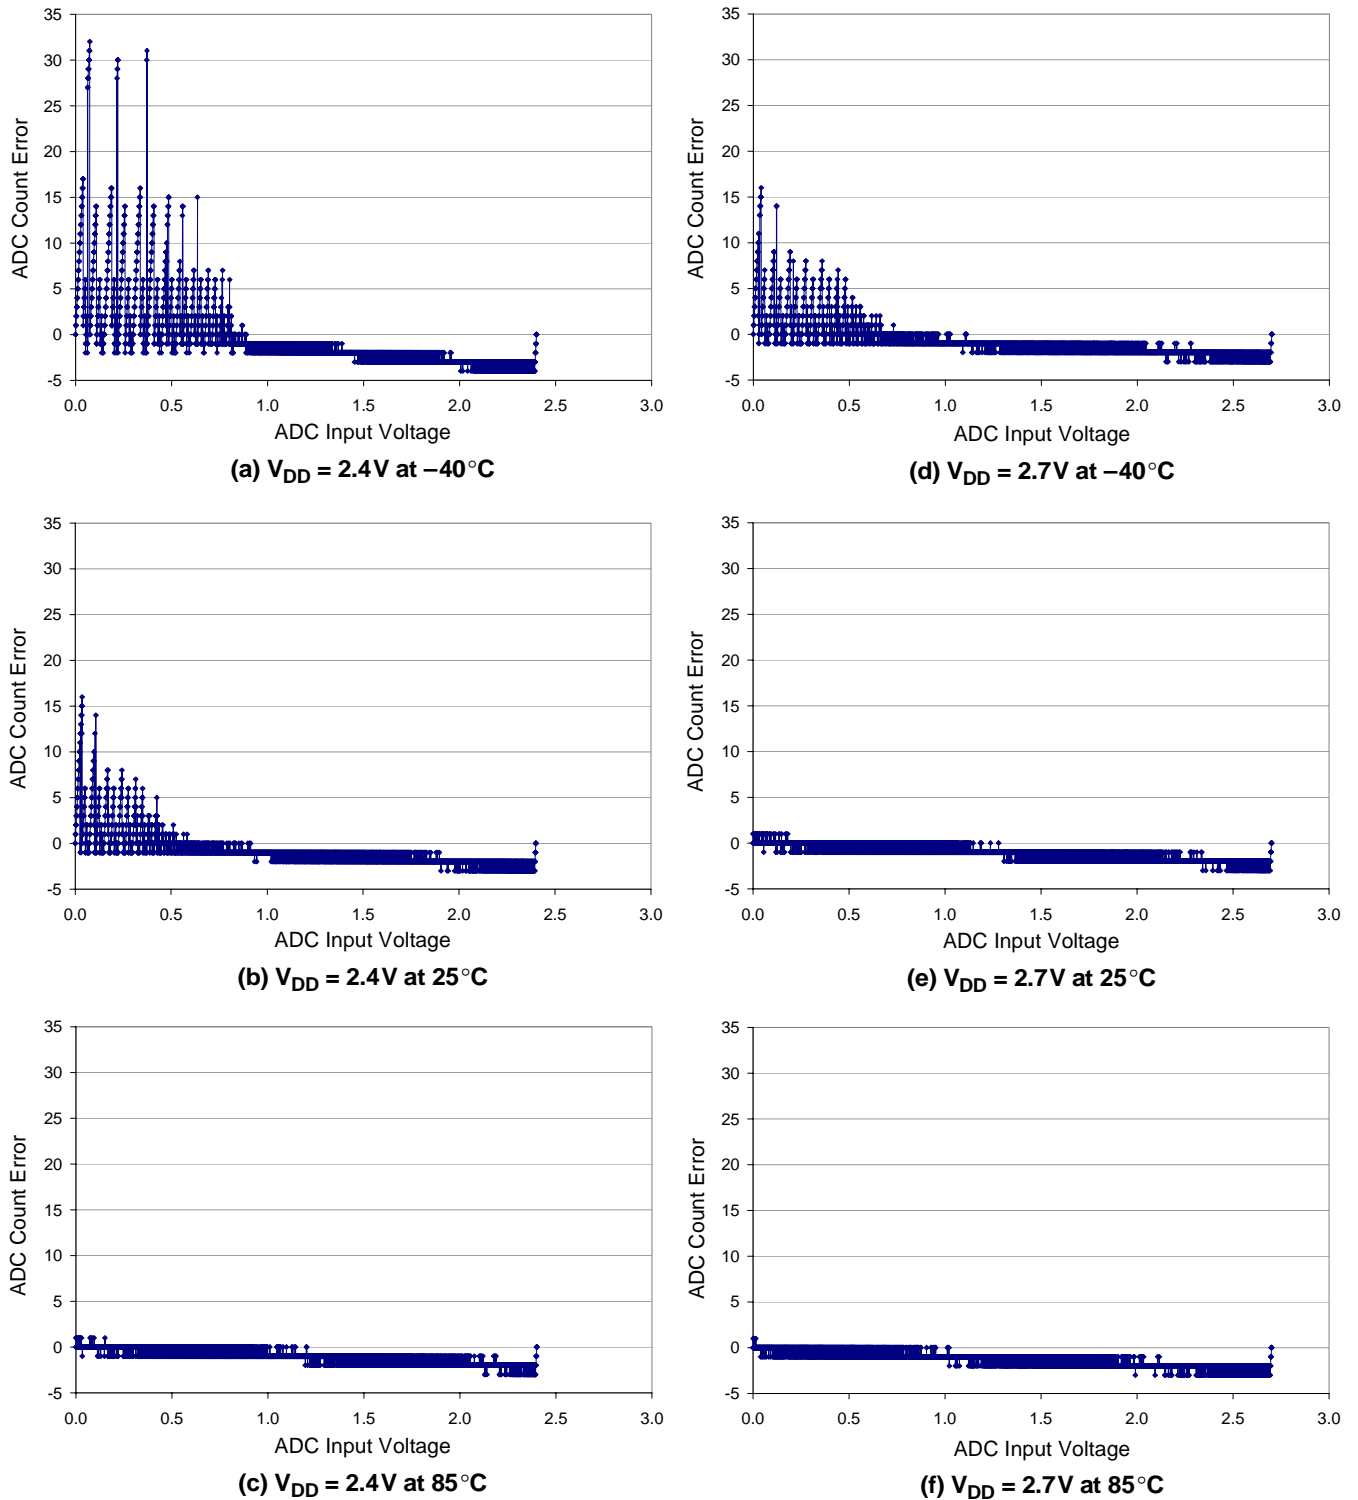 35
30
25
20
15
10
5
0
-5
ADC Count Error
0.0 0.5 1.0 1.5 2.0 2.5 3.0
ADC Input Voltage
(a) VDD = 2.4V at –40°C
35
30
25
20
15
10
5
0
-5
ADC Count Error
0.0 0.5 1.0 1.5 2.0 2.5 3.0
ADC Input Voltage
(d) VDD = 2.7V at –40°C
35
30
25
20
15
10
5
0
-5
ADC Count Error
0.0 0.5 1.0 1.5 2.0 2.5 3.0
ADC Input Voltage
(b) VDD = 2.4V at 25°C
35
30
25
20
15
10
5
0
-5
ADC Count Error
0.0 0.5 1.0 1.5 2.0 2.5 3.0
ADC Input Voltage
(e) VDD = 2.7V at 25°C
35
30
25
20
15
10
5
0
-5
ADC Count Error
0.0 0.5 1.0 1.5 2.0 2.5 3.0
ADC Input Voltage
(c) VDD = 2.4V at 85°C
35
30
25
20
15
10
5
0
-5
ADC Count Error
0.0 0.5 1.0 1.5 2.0 2.5 3.0
ADC Input Voltage
(f) VDD = 2.7V at 85°C